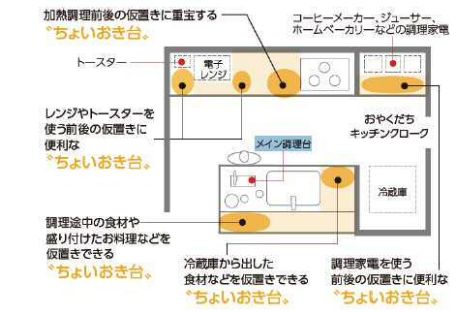 加熱調理前後の仮置きに重宝する
“ちょいおき台。
コーヒーメーカー、ジューサー、
ホームベーカリーなどの調理家電
トースター
電子
レンジ
レンジやトースターを
使う前後の仮置きに
便利な
“ちょいおき台。
おやくだち
キッチンクローク
メイン調理台
冷蔵庫
調理途中の食材や
盛り付けたお料理などを
仮置きできる
“ちょいおき台。
冷蔵庫から出した
食材などを仮置きできる
“ちょいおき台。
調理家電を使う
前後の仮置きに便利な
“ちょいおき台。